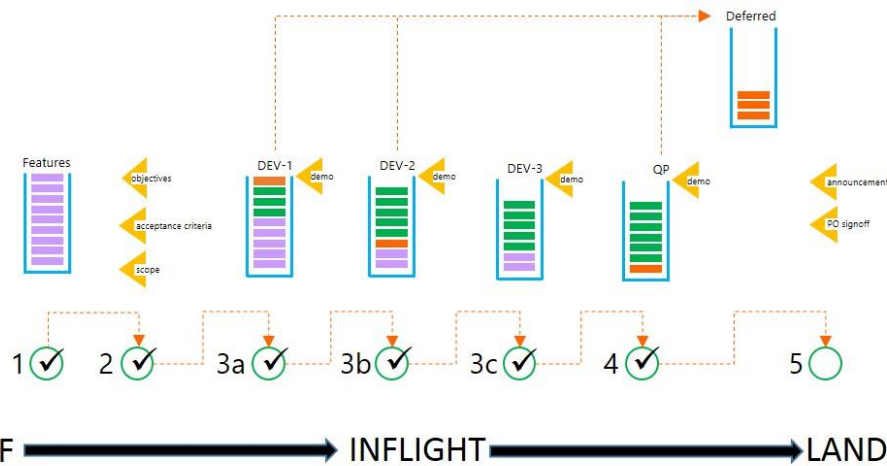 Deferred
Features
DEV-1
DEV-2
DEV-3
QP
objectives
demo
demo
demo
demo
announcement
acceptance criteria
PO signoff
scope
1
2
3a
3b
3c
4
5
F
INFLIGHT
LAND